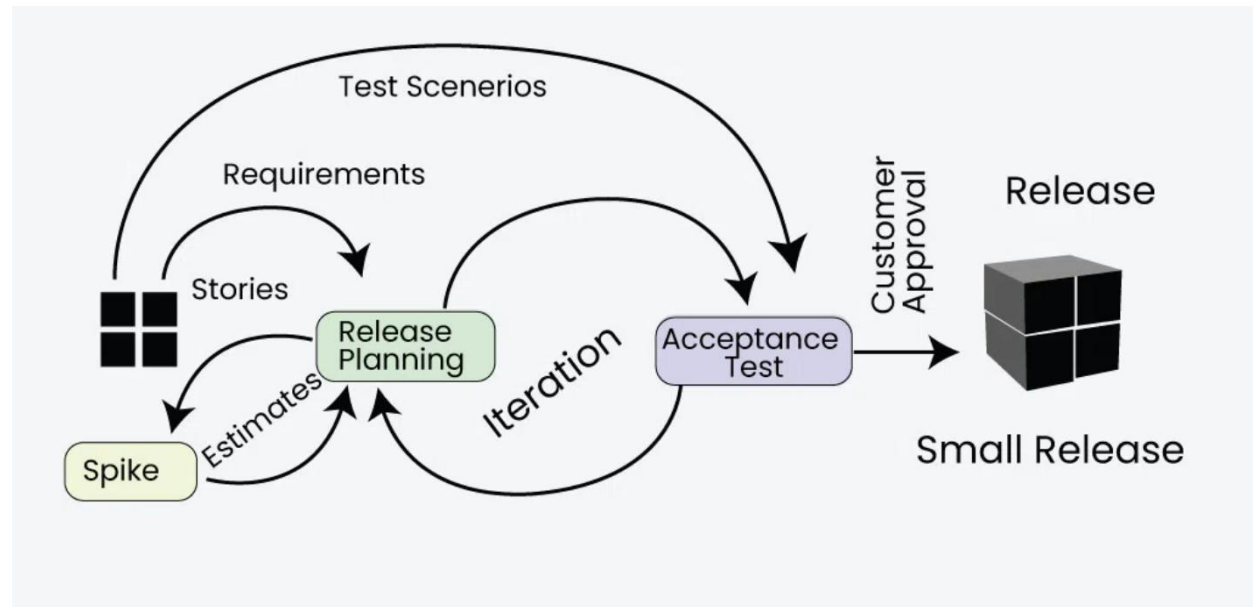 Test Scenerios
Requirements
Stories
Release
Planning
Estimates
Spike
Iteration
Acceptance
Test
Customer
Approval
Release
Small Release